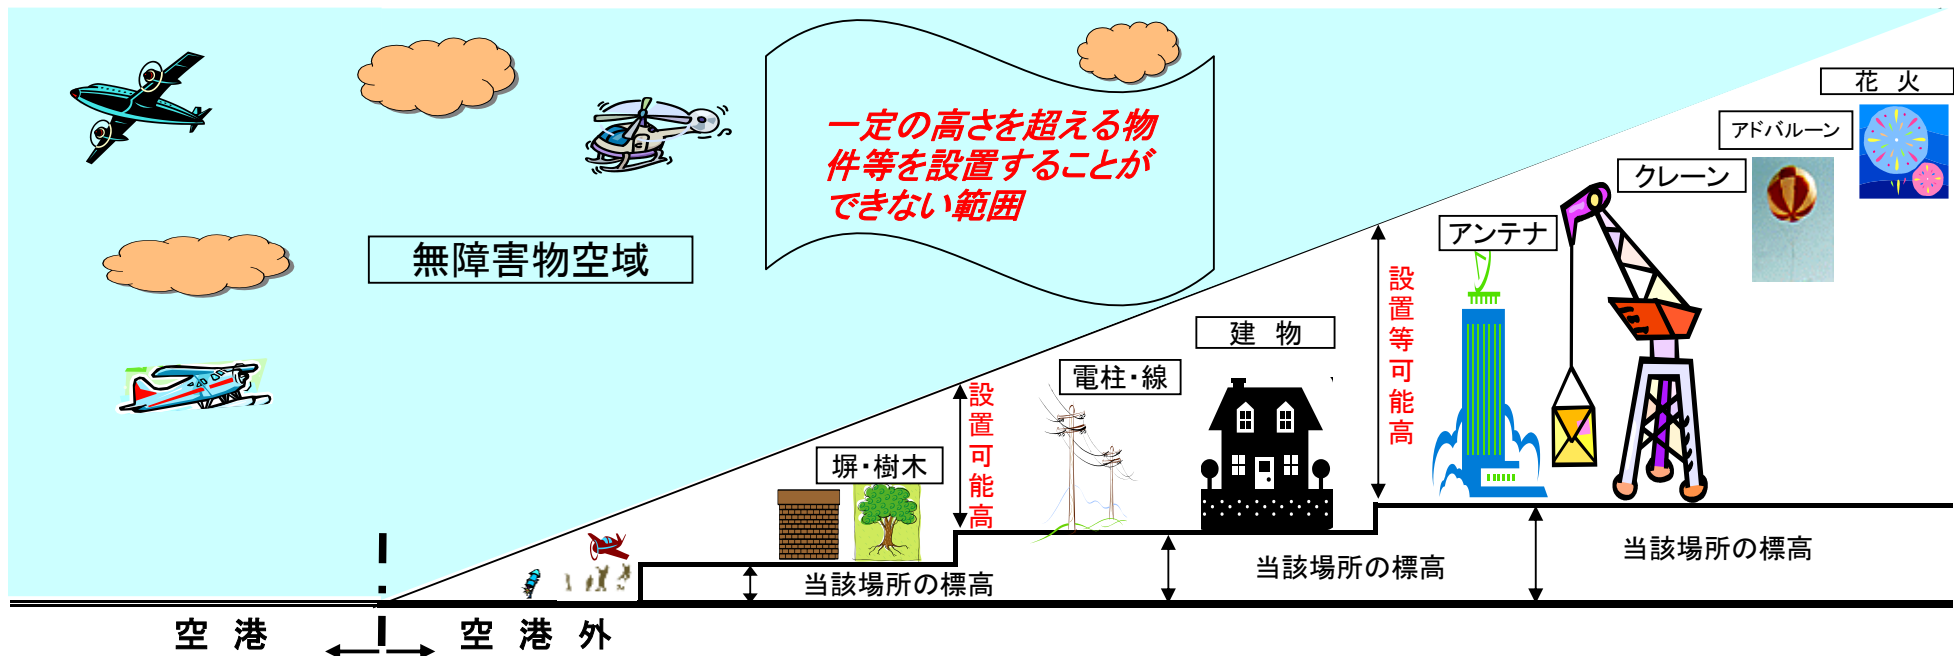 一定の高さを超える物
件等を設置することが
できない範囲
無障害物空域
花 火
アドバルーン
クレーン
アンテナ
設置等可能高
建 物
電柱・線
設置可能高
塀・樹木
当該場所の標高
当該場所の標高
当該場所の標高
空 港
空 港 外